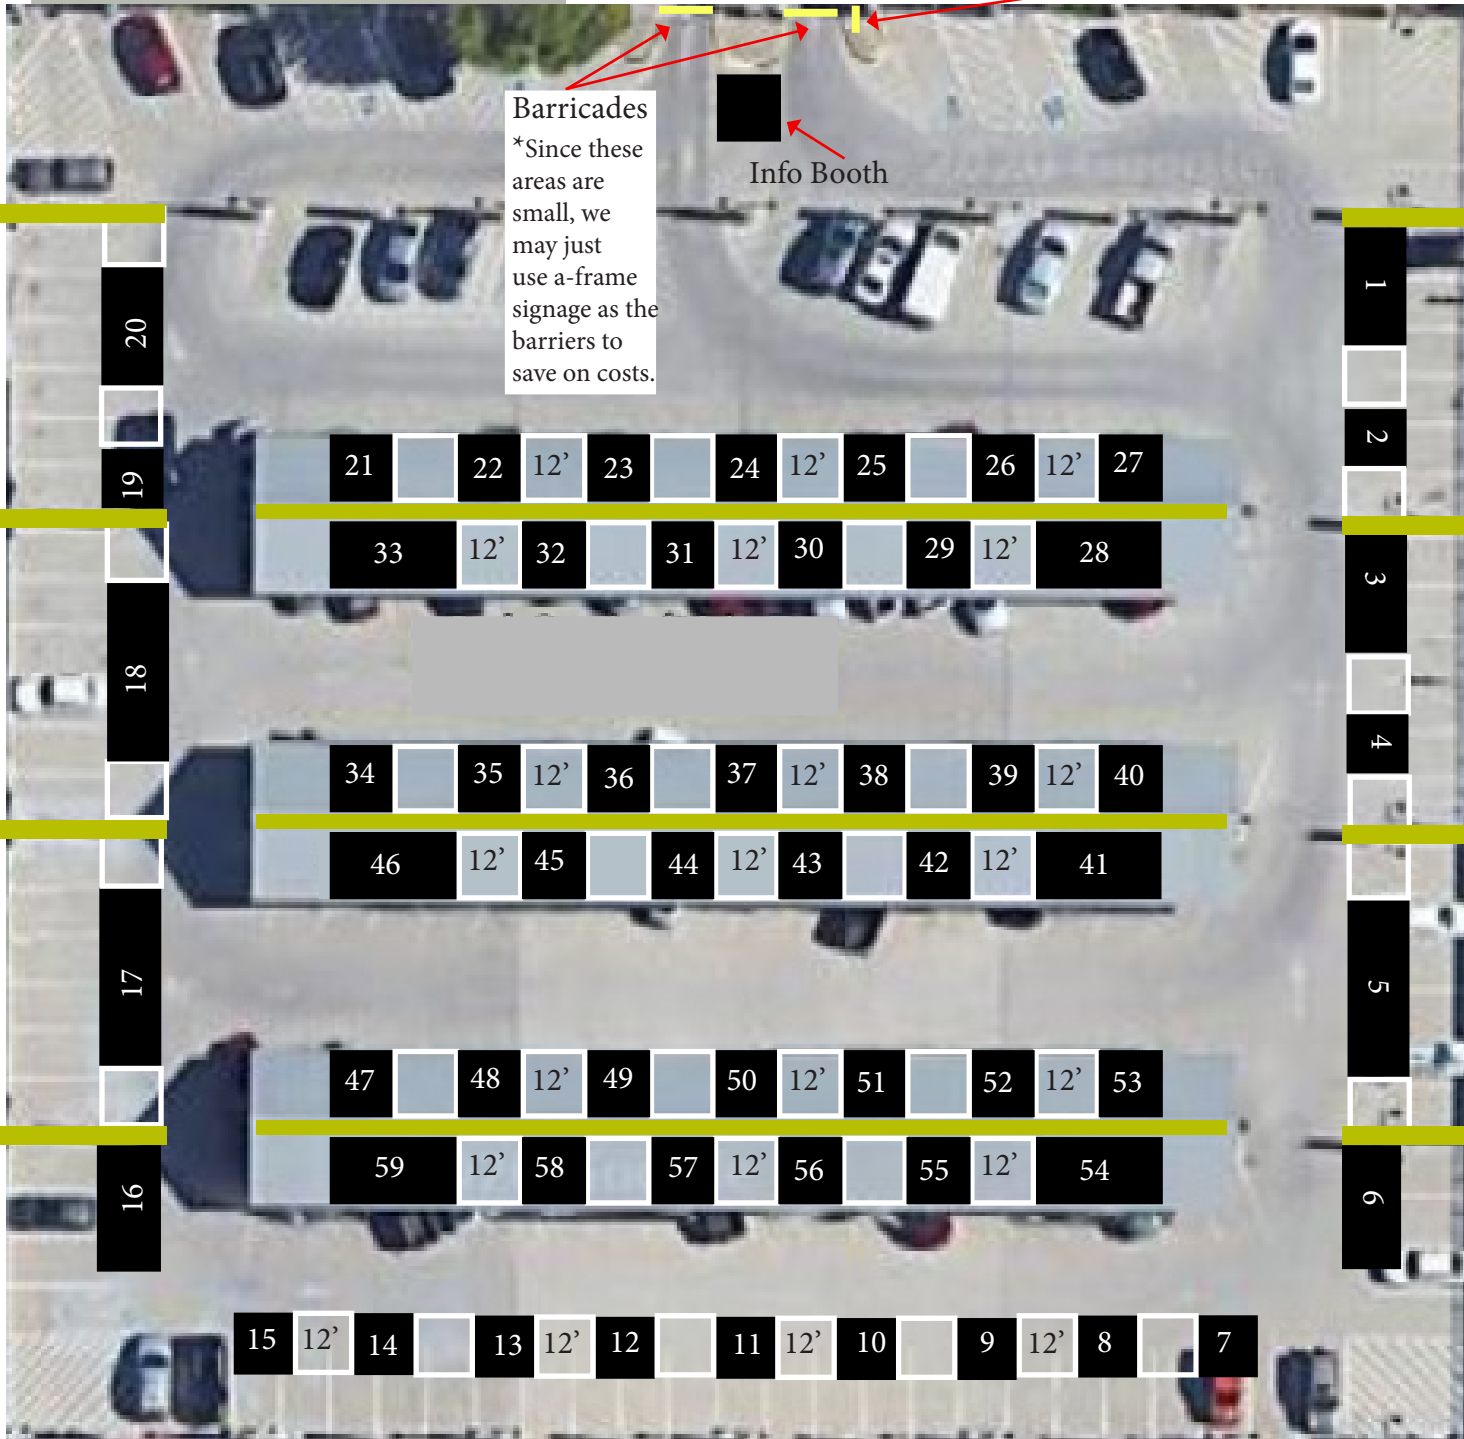 Barricades
*Since these
areas are
small, we
may just
use a-frame
signage as the
barriers to
save on costs.
Info Booth
20
1
2
19
21 22 12’ 23 24 12’ 25 26 12’ 27
33 12’ 32 31 12’ 30 29 12’ 28
3
18
4
34 35 12’ 36 37 12’ 38 39 12’ 40
46 12’ 45 44 12’ 43 42 12’ 41
17
5
47 48 12’ 49 50 12’ 51 52 12’ 53
59 12’ 58 57 12’ 56 55 12’ 54
16
6
15 12’ 14 13 12’ 12 11 12’ 10 9 12’ 8 7